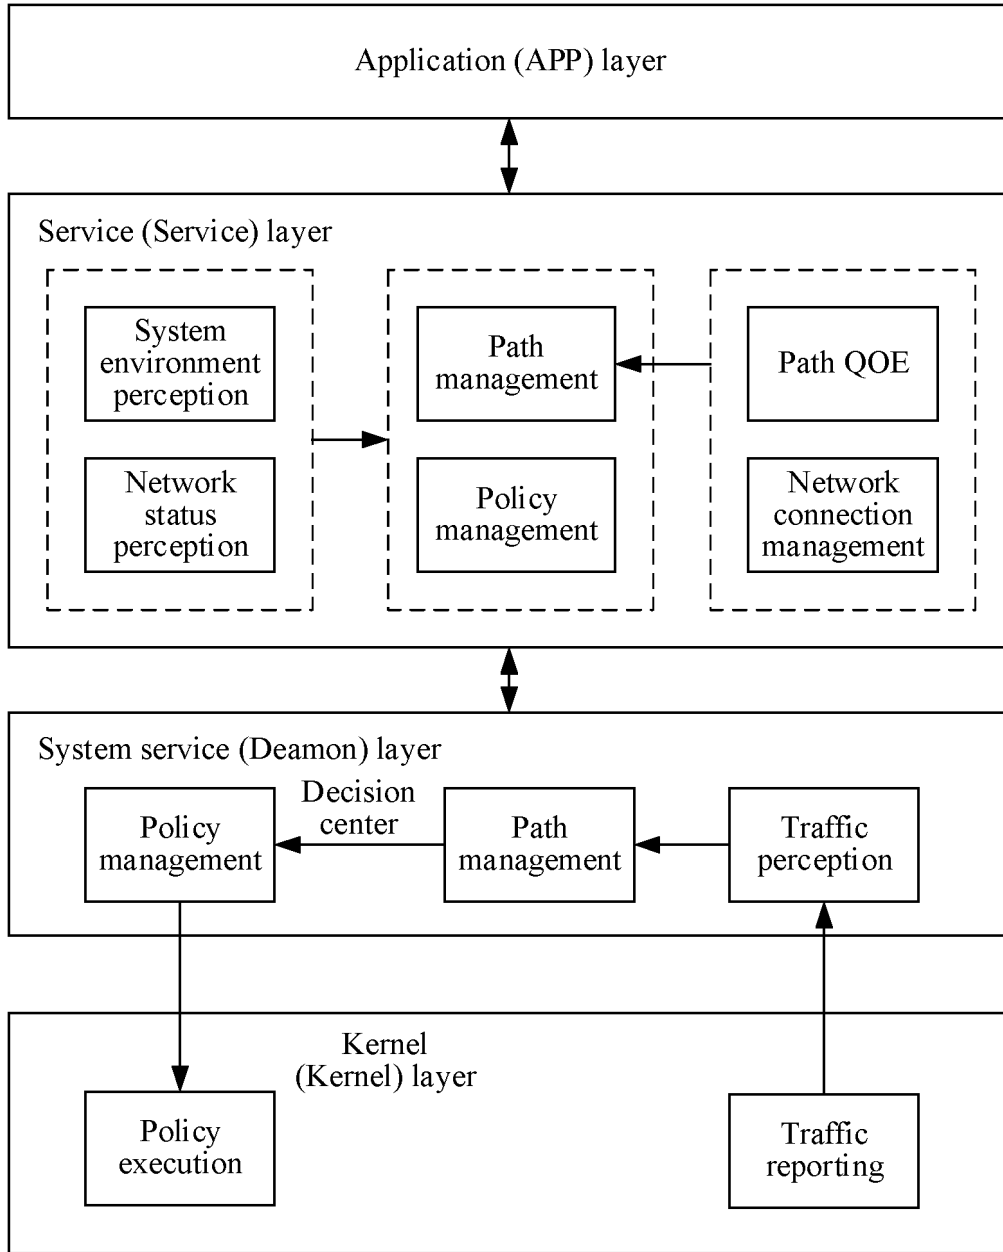 Application (APP) layer
Service (Service) layer
System
environment
perception
Network
status
perception
Path
management
Policy
management
Path QOE
Network
connection
management
System service (Deamon) layer
Policy
management
Decision
center
Path
management
Traffic
perception
Kernel
(Kernel) layer
Policy
execution
Traffic
reporting